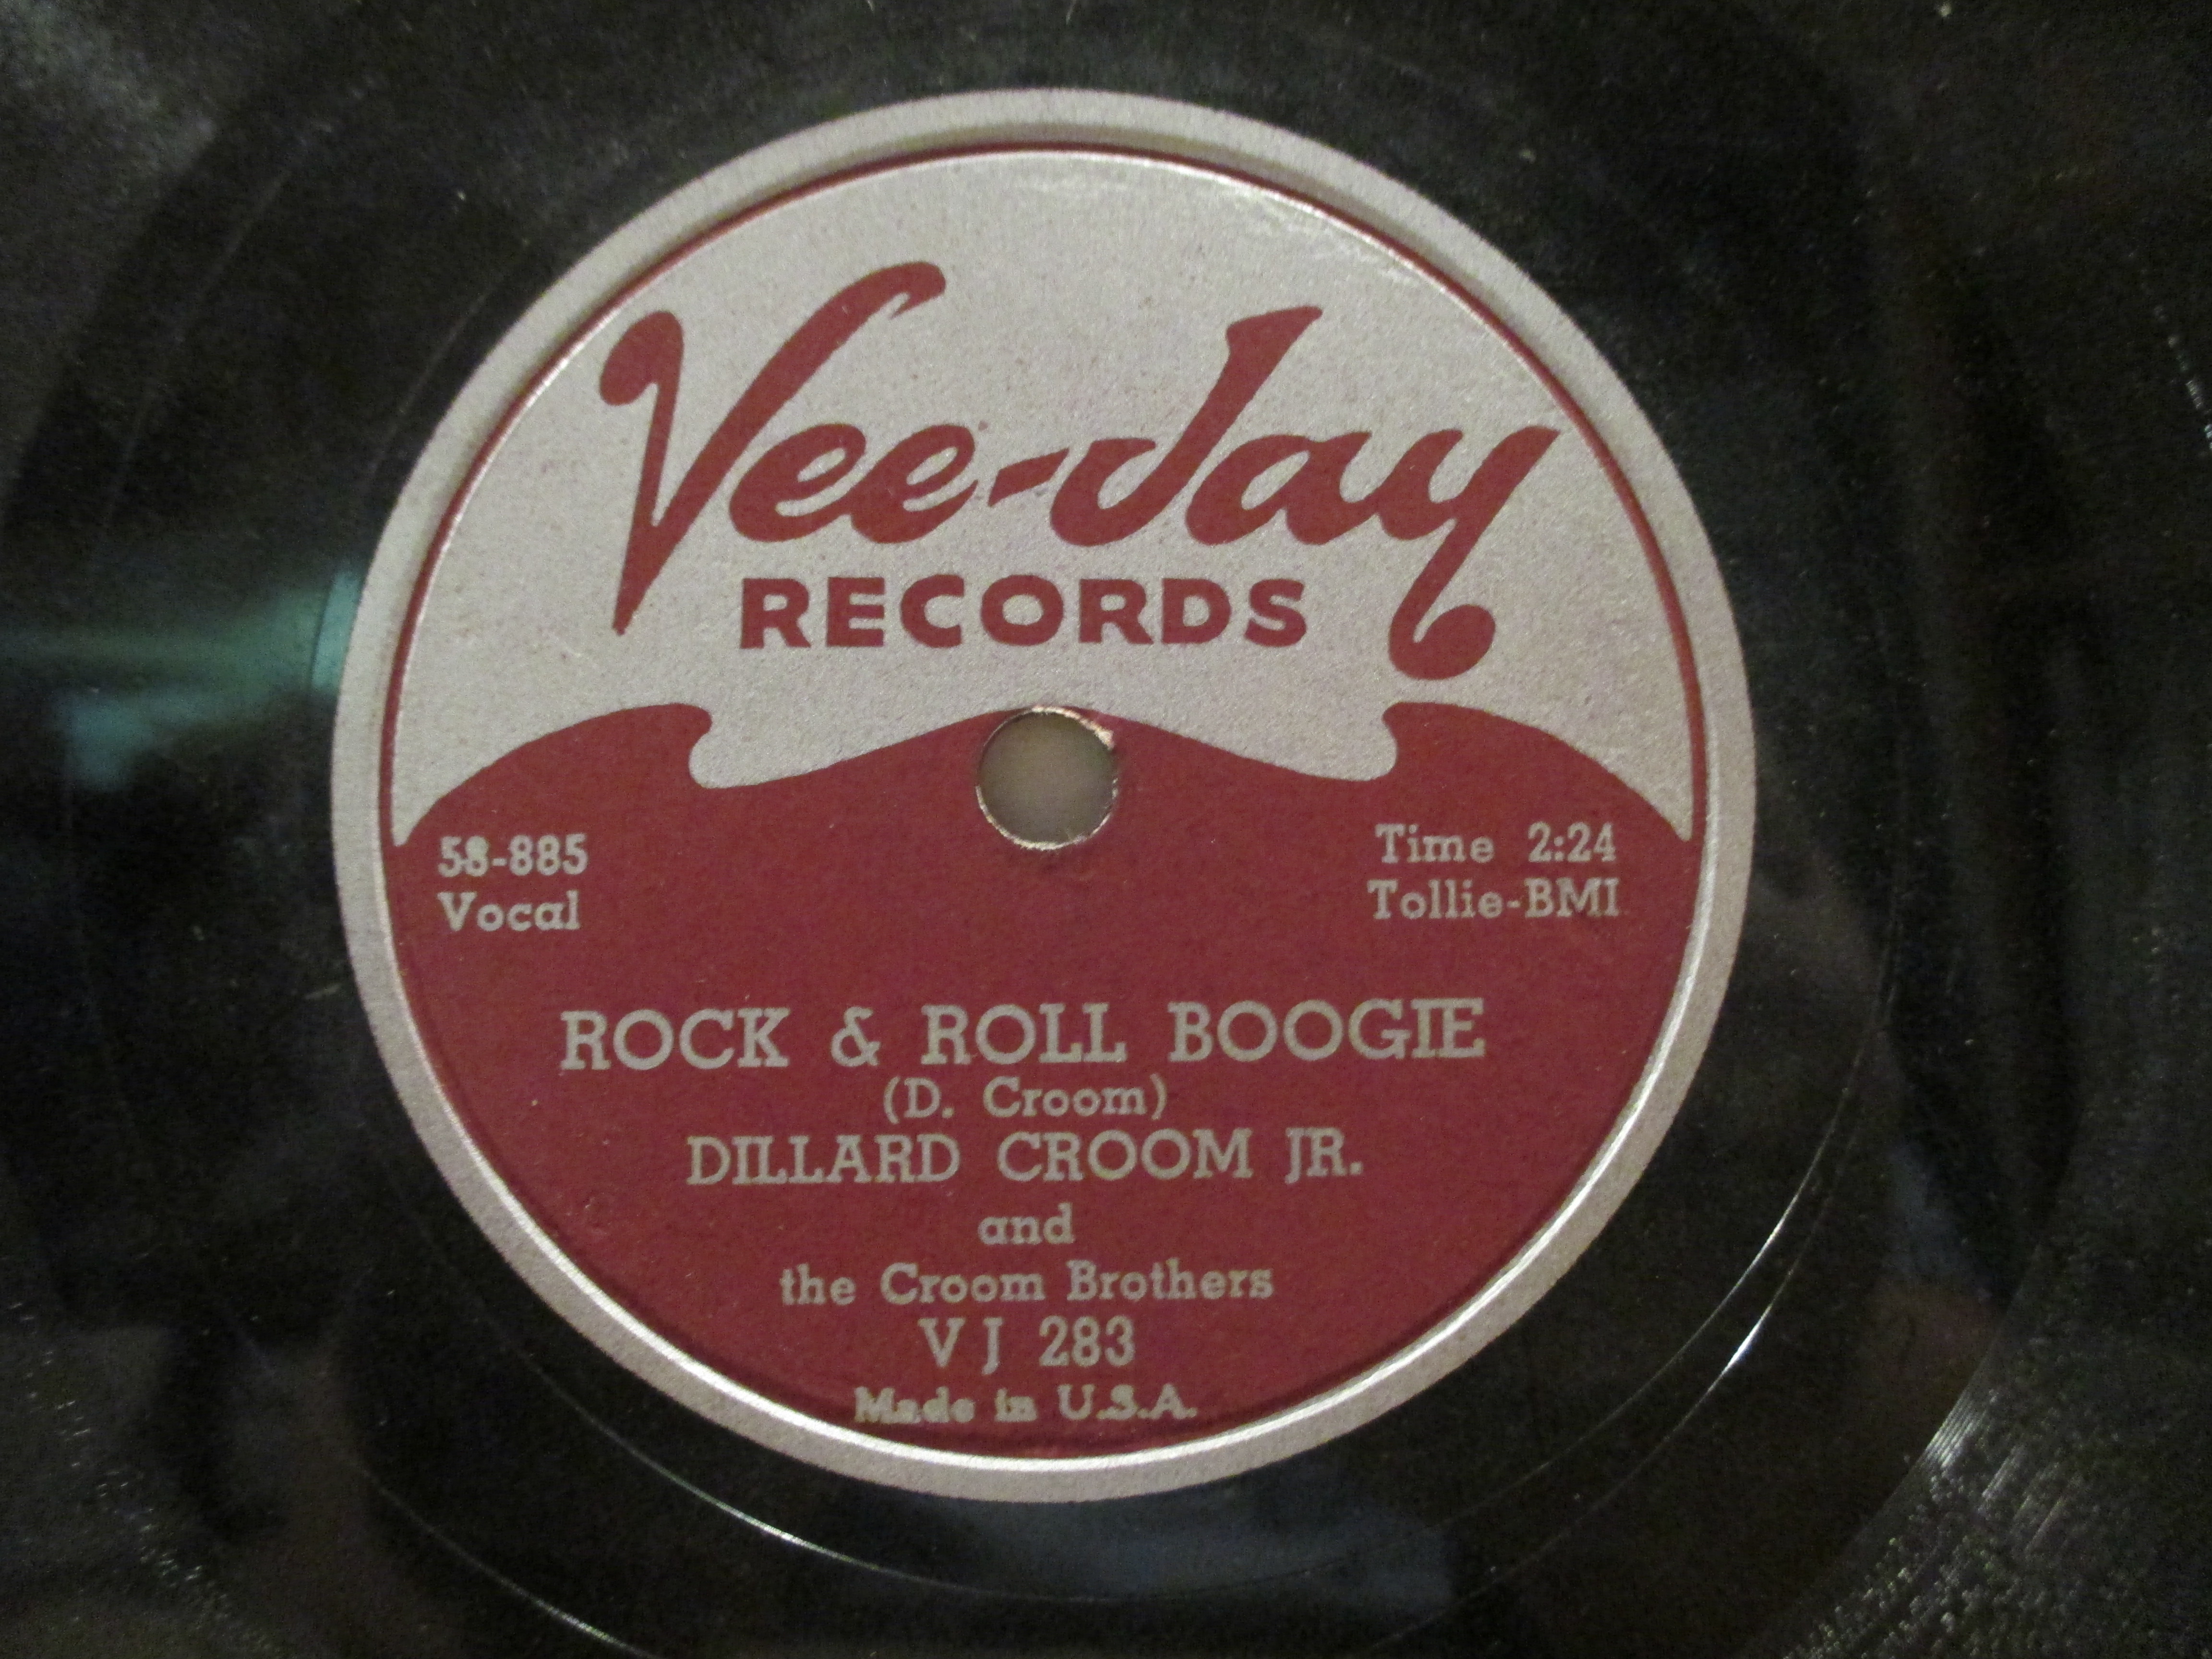 Vee-Jay
RECORDS
58-885
Vocal
Time 2:24
Tollie-BMI
ROCK & ROLL BOOGIE
(D. Croom)
DILLARD CROOM JR.
and
the Croom Brothers
VJ 283
Made in U.S.A.